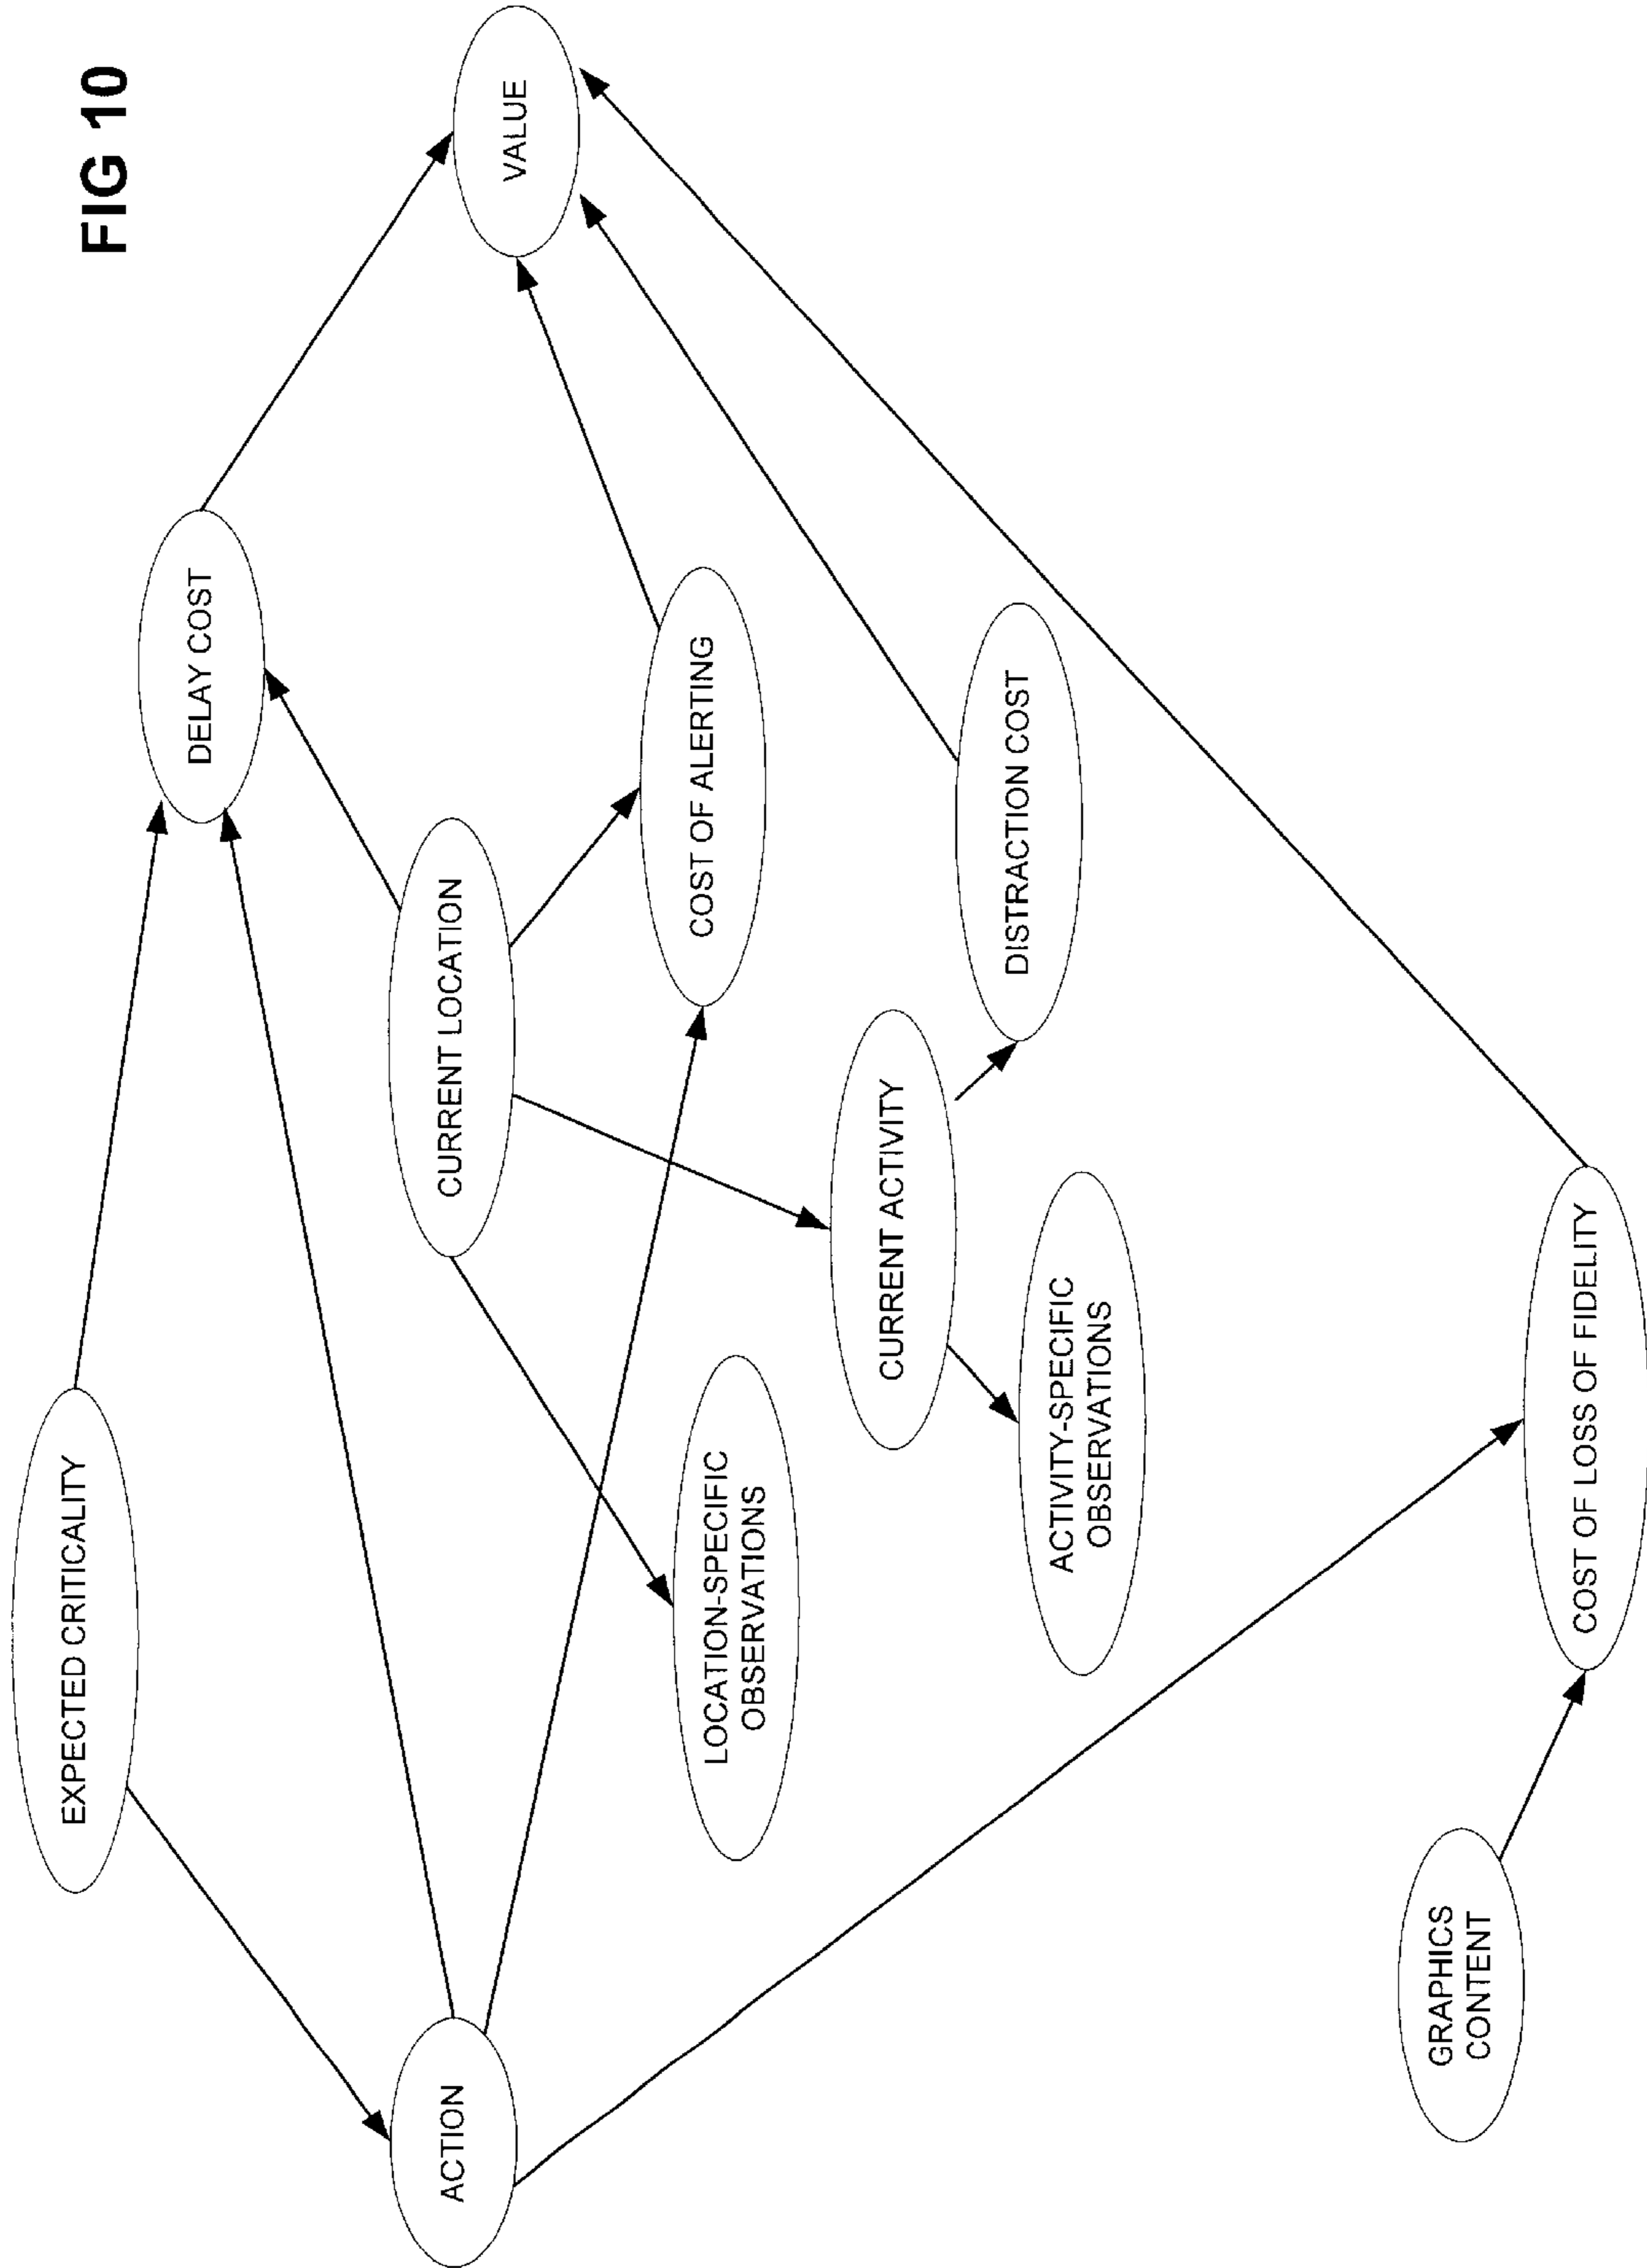 FIG 10
EXPECTED CRITICALITY
DELAY COST
ACTION
CURRENT LOCATION
VALUE
LOCATION-SPECIFIC
OBSERVATIONS
COST OF ALERTING
CURRENT ACTIVITY
ACTIVITY-SPECIFIC
OBSERVATIONS
DISTRACTION COST
GRAPHICS
CONTENT
COST OF LOSS OF FIDELITY